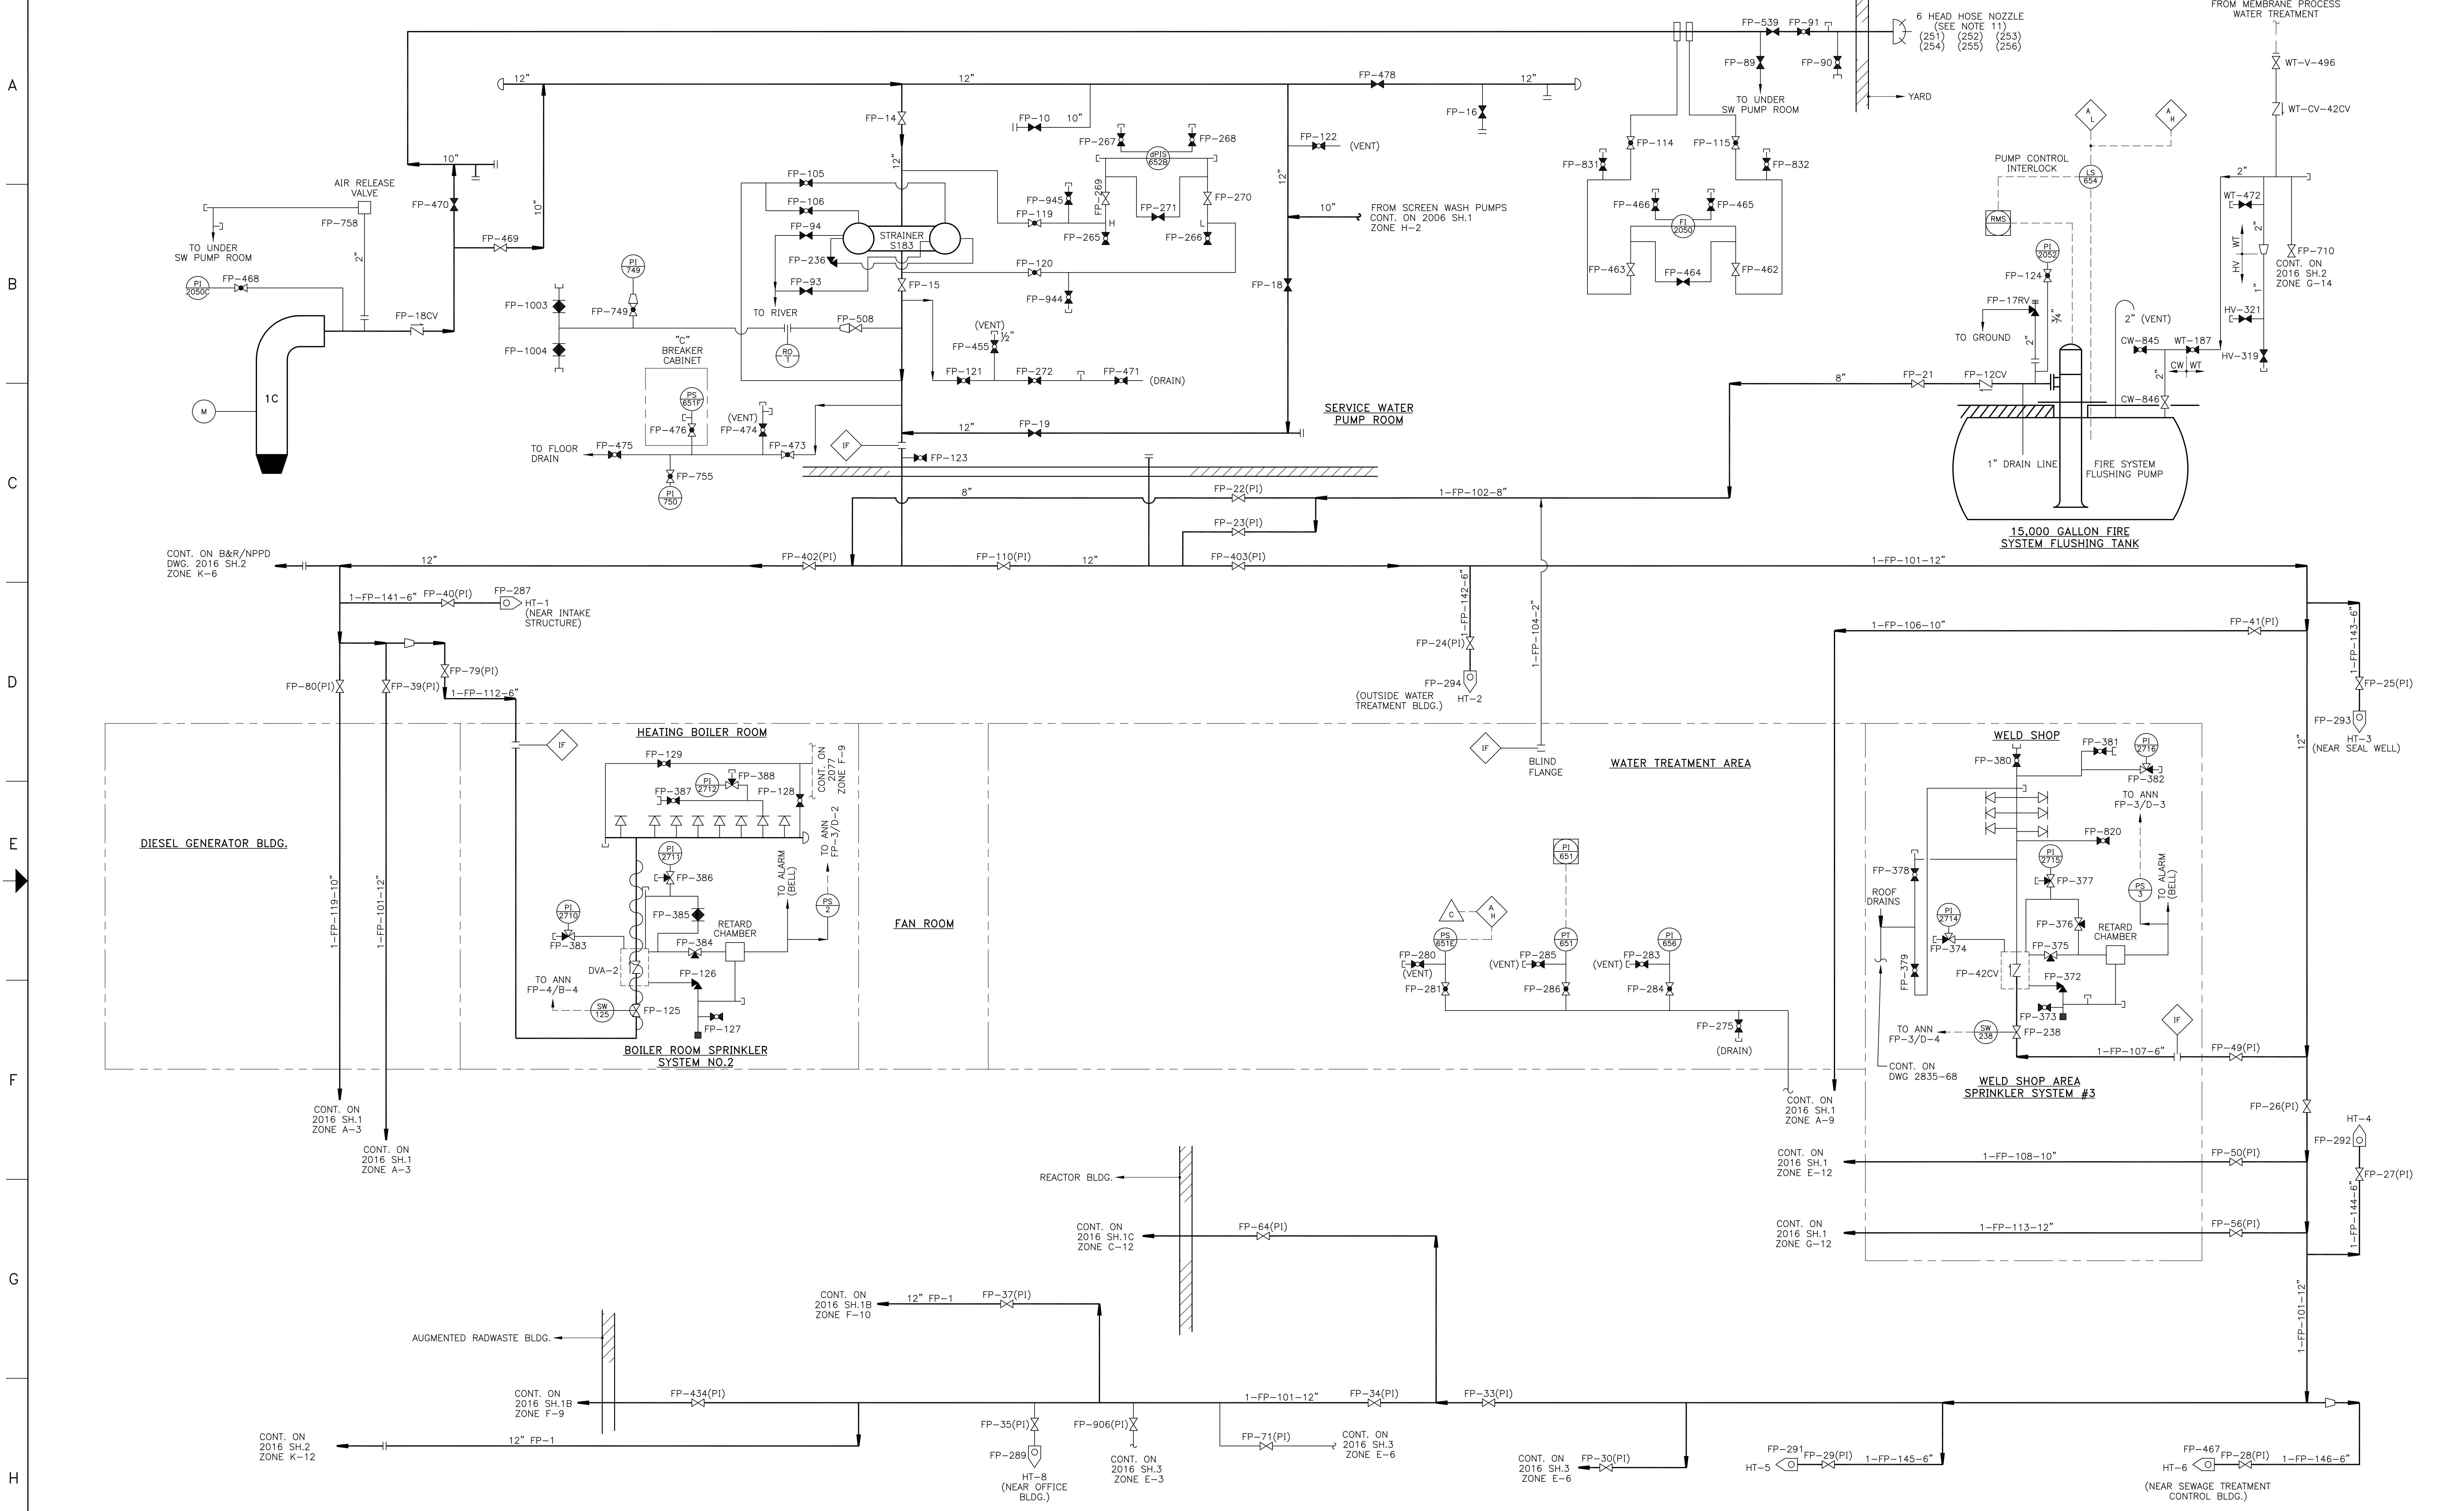 FROM MEMBRANE PROCESS
WATER TREATMENT
6 HEAD HOSE NOZZLE
(SEE NOTE 11)
(251) (252) (253)
(254) (255) (256)
FP-539
FP-91
FP-89
FP-90
TO UNDER
SW PUMP ROOM
YARD
WT-V-496
WT-CV-42CV
A
12"
12"
FP-478
12"
FP-14
FP-10
10"
FP-16
FP-267
FP-268
dPIS
652B
FP-122
(VENT)
12"
12"
FP-114
FP-115
FP-831
FP-832
A
L
A
H
LS
654
PUMP CONTROL
INTERLOCK
RMS
2"
WT-472
2"
WT
HV
FP-710
CONT. ON
2016 SH.2
ZONE G-14
1"
HV-321
HV-319
10"
AIR RELEASE
VALVE
FP-758
FP-470
10"
FP-469
2"
TO UNDER
SW PUMP ROOM
PI
2050C
FP-468
FP-18CV
B
FP-105
FP-106
FP-94
STRAINER
S183
FP-236
FP-93
TO RIVER
FP-15
FP-945
FP-119
FP-269
FP-270
FP-271
H
L
FP-265
FP-266
FP-120
FP-944
10"
FROM SCREEN WASH PUMPS
CONT. ON 2006 SH.1
ZONE H-2
FP-18
FP-466
FP-465
FI
2050
FP-463
FP-464
FP-462
PI
2052
FP-124
FP-17RV
3/4"
TO GROUND
2"
2" (VENT)
CW-845
WT-187
CW
WT
2"
CW-846
PI
749
FP-1003
FP-749
FP-1004
RO
1
FP-508
(VENT)
½"
FP-455
FP-121
FP-272
FP-471
(DRAIN)
"C"
BREAKER
CABINET
PS
651F
FP-476
(VENT)
FP-474
FP-473
TO FLOOR
DRAIN
FP-475
FP-755
PI
750
M
1C
SERVICE WATER
PUMP ROOM
8"
FP-21
FP-12CV
IF
12"
FP-19
FP-123
C
1" DRAIN LINE
FIRE SYSTEM
FLUSHING PUMP
15,000 GALLON FIRE
SYSTEM FLUSHING TANK
8"
FP-22(PI)
1-FP-102-8"
FP-23(PI)
CONT. ON B&R/NPPD
DWG. 2016 SH.2
ZONE K-6
12"
FP-402(PI)
FP-110(PI)
12"
FP-403(PI)
1-FP-101-12"
1-FP-141-6"
FP-40(PI)
FP-287
HT-1
(NEAR INTAKE
STRUCTURE)
FP-79(PI)
FP-80(PI)
FP-39(PI)
1-FP-112-6"
D
1-FP-142-6"
FP-24(PI)
FP-294
HT-2
(OUTSIDE WATER
TREATMENT BLDG.)
1-FP-104-2"
1-FP-106-10"
FP-41(PI)
1-FP-143-6"
FP-25(PI)
FP-293
HT-3
(NEAR SEAL WELL)
12"
IF
BLIND
FLANGE
WATER TREATMENT AREA
IF
HEATING BOILER ROOM
FP-129
PI
2712
FP-388
FP-387
FP-128
CONT. ON
2077
ZONE F-9
E
DIESEL GENERATOR BLDG.
1-FP-119-10"
1-FP-101-12"
PI
2711
FP-386
FP-385
PI
2710
FP-383
FP-384
RETARD
CHAMBER
TO ALARM
(BELL)
TO ANN
FP-3/D-2
PS
2
DVA-2
FP-126
TO ANN
FP-4/B-4
SW
125
FP-125
FP-127
BOILER ROOM SPRINKLER
SYSTEM NO.2
FAN ROOM
PI
651
C
A
H
PS
651E
PT
651
PI
656
FP-280
(VENT)
FP-281
FP-285
(VENT)
FP-286
FP-283
(VENT)
FP-284
FP-275
(DRAIN)
WELD SHOP
FP-380
FP-381
PI
2716
FP-382
TO ANN
FP-3/D-3
FP-820
FP-378
PI
2715
FP-377
ROOF
DRAINS
PI
2714
FP-374
FP-376
FP-375
RETARD
CHAMBER
PS
3
TO ALARM
(BELL)
FP-379
FP-42CV
FP-372
FP-373
TO ANN
FP-3/D-4
SW
238
FP-238
IF
1-FP-107-6"
FP-49(PI)
CONT. ON
DWG 2835-68
WELD SHOP AREA
SPRINKLER SYSTEM #3
F
CONT. ON
2016 SH.1
ZONE A-3
CONT. ON
2016 SH.1
ZONE A-3
CONT. ON
2016 SH.1
ZONE A-9
FP-26(PI)
HT-4
FP-292
FP-27(PI)
1-FP-144-6"
CONT. ON
2016 SH.1
ZONE E-12
1-FP-108-10"
FP-50(PI)
REACTOR BLDG.
CONT. ON
2016 SH.1C
ZONE C-12
FP-64(PI)
CONT. ON
2016 SH.1
ZONE G-12
1-FP-113-12"
FP-56(PI)
G
CONT. ON
2016 SH.1B
ZONE F-10
12" FP-1
FP-37(PI)
AUGMENTED RADWASTE BLDG.
1-FP-101-12"
CONT. ON
2016 SH.1B
ZONE F-9
FP-434(PI)
1-FP-101-12"
FP-34(PI)
FP-33(PI)
CONT. ON
2016 SH.2
ZONE K-12
12" FP-1
FP-35(PI)
FP-289
HT-8
(NEAR OFFICE
BLDG.)
FP-906(PI)
CONT. ON
2016 SH.3
ZONE E-3
FP-71(PI)
CONT. ON
2016 SH.3
ZONE E-6
CONT. ON
2016 SH.3
ZONE E-6
FP-30(PI)
FP-291
HT-5
FP-29(PI)
1-FP-145-6"
FP-467
HT-6
FP-28(PI)
1-FP-146-6"
(NEAR SEWAGE TREATMENT
CONTROL BLDG.)
H